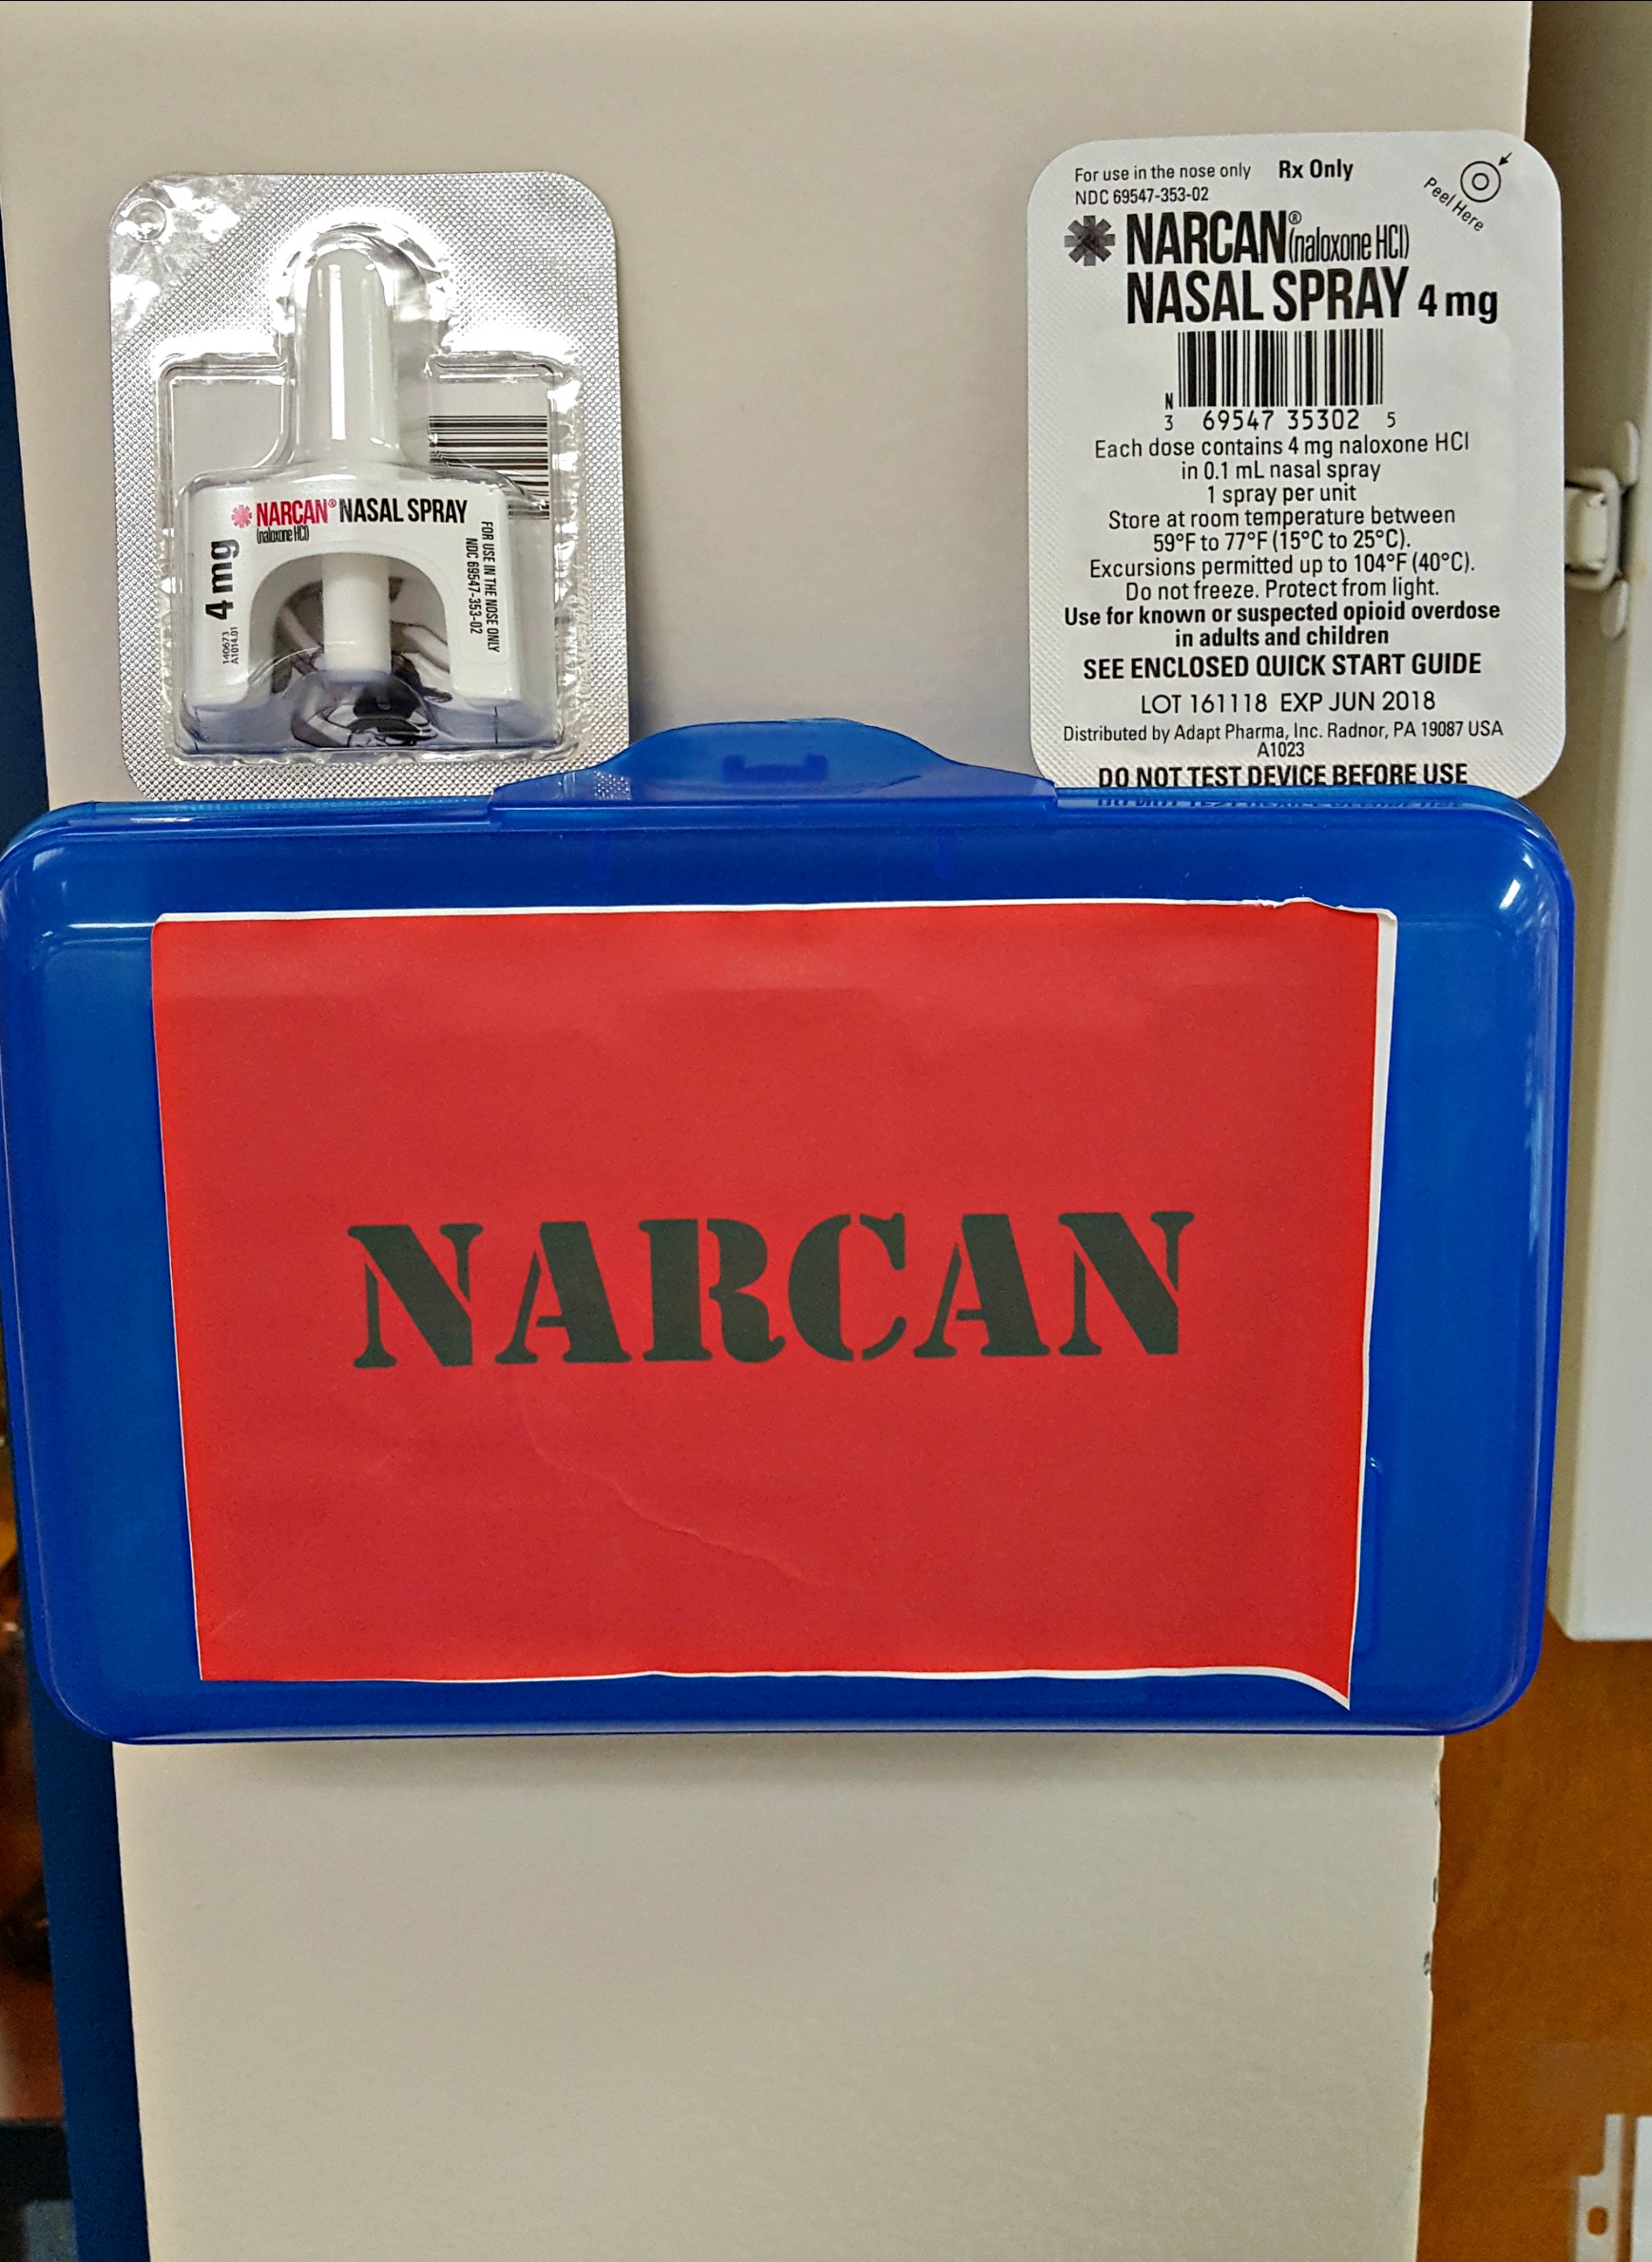 NARCAN® NASAL SPRAY
(naloxone HCl)
4 mg
FOR USE IN THE NOSE ONLY
NDC 69547-353-02
140673
A1014.01
For use in the nose only Rx Only
NDC 69547-353-02
Peel Here
NARCAN® (naloxone HCl)
NASAL SPRAY 4 mg
N
3 69547 35302 5
Each dose contains 4 mg naloxone HCl
in 0.1 mL nasal spray
1 spray per unit
Store at room temperature between
59°F to 77°F (15°C to 25°C).
Excursions permitted up to 104°F (40°C).
Do not freeze. Protect from light.
Use for known or suspected opioid overdose
in adults and children
SEE ENCLOSED QUICK START GUIDE
LOT 161118 EXP JUN 2018
Distributed by Adapt Pharma, Inc. Radnor, PA 19087 USA
A1023
DO NOT TEST DEVICE BEFORE USE
NARCAN